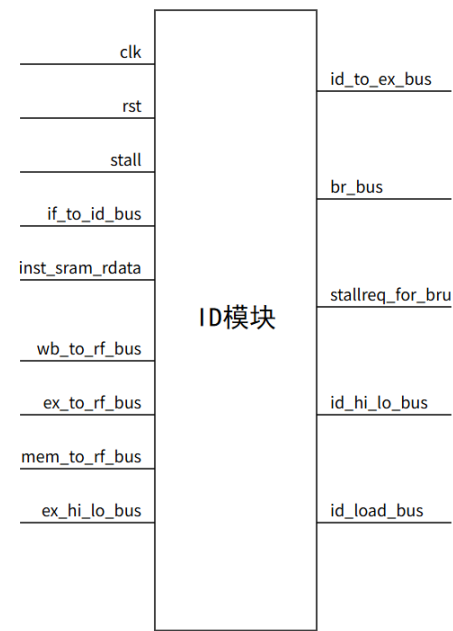 clk
rst
stall
if_to_id_bus
inst_sram_rdata
wb_to_rf_bus
ex_to_rf_bus
mem_to_rf_bus
ex_hi_lo_bus
ID模块
id_to_ex_bus
br_bus
stallreq_for_bru
id_hi_lo_bus
id_load_bus